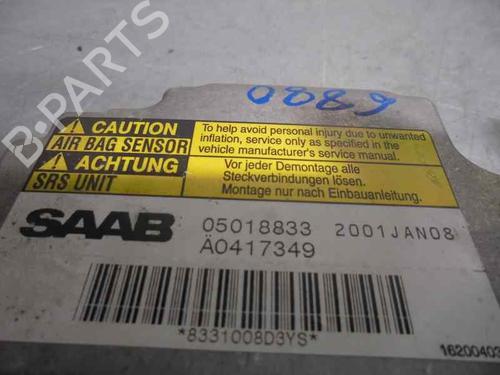 0889
CAUTION
AIR BAG SENSOR
To help avoid personal injury due to unwanted
inflation, service only as specified in the
vehicle manufacturer's service manual.
ACHTUNG
SRS UNIT
Vor jeder Demontage alle
Steckverbindungen lösen.
Montage nur nach Einbauanleitung.
SAAB
05018833 2001JAN08
A0417349
*8331008D3YS*
16200403
B-PARTS